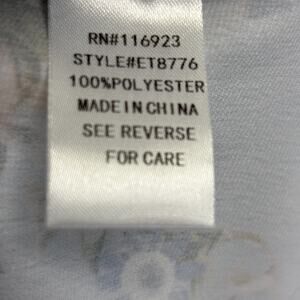 RN#116923
STYLE#ET8776
100%POLYESTER
MADE IN CHINA
SEE REVERSE
FOR CARE